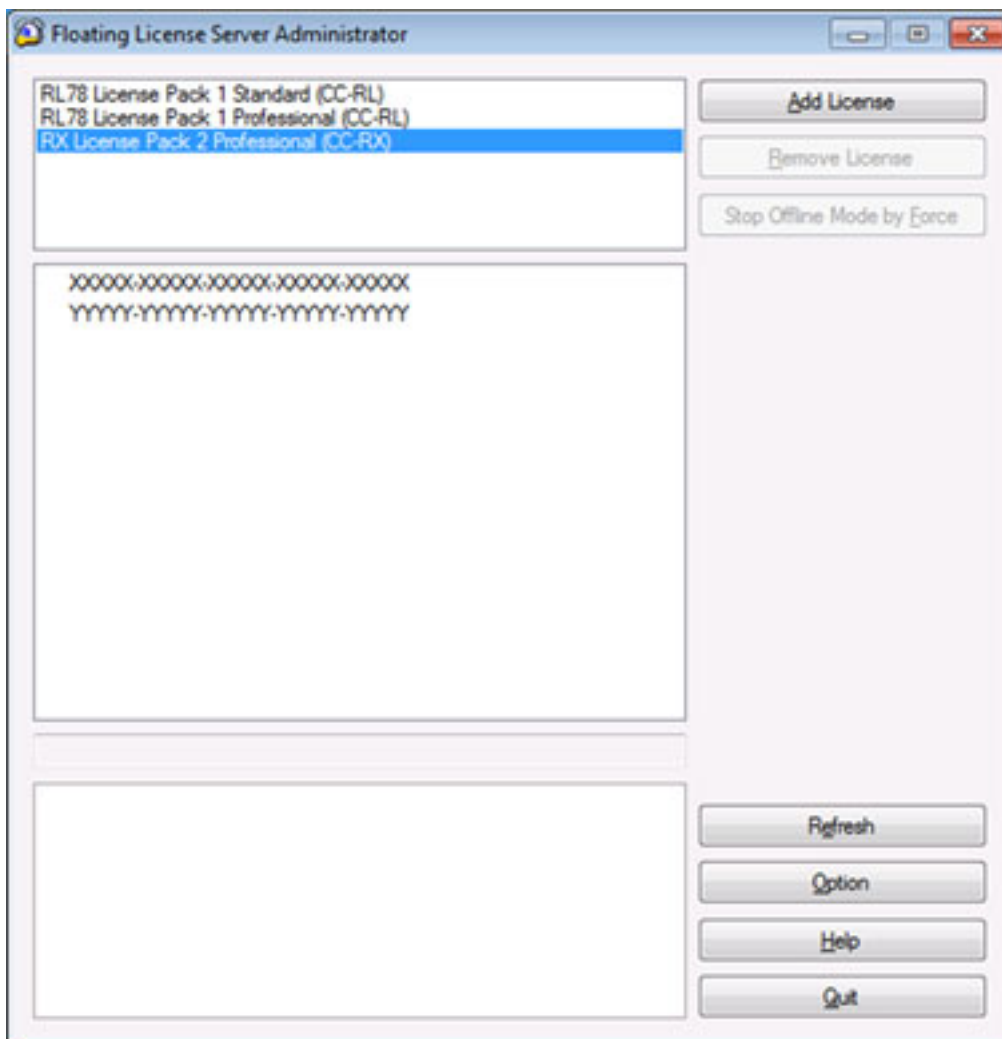 Floating License Server Administrator
RL78 License Pack 1 Standard (CC-RL)
RL78 License Pack 1 Professional (CC-RL)
RX License Pack 2 Professional (CC-RX)
Add License
Remove License
Stop Offline Mode by Force
XXXXX-XXXXX-XXXXX-XXXXX-XXXXX
YYYYY-YYYYY-YYYYY-YYYYY-YYYYY
Refresh
Option
Help
Quit